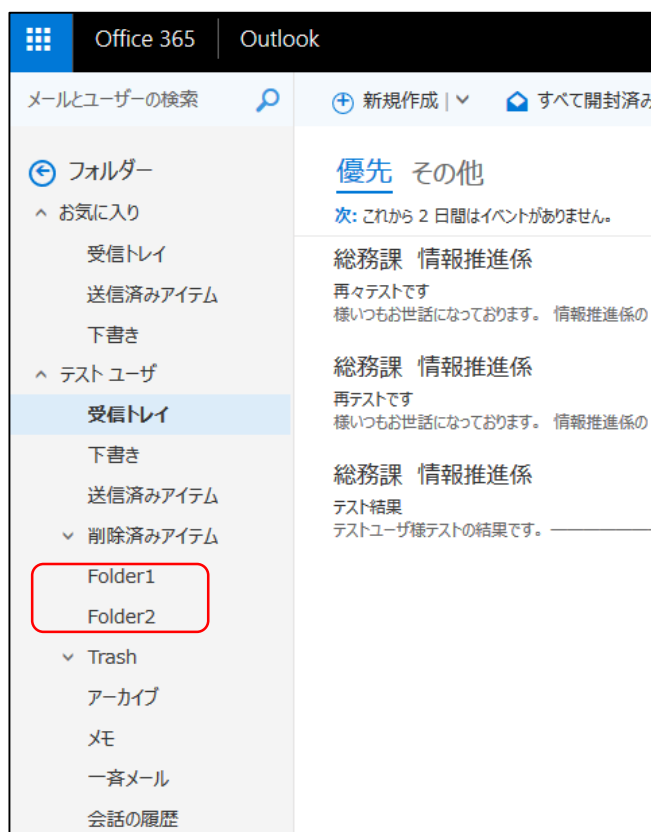 Office 365 Outlook
メールとユーザーの検索
新規作成 すべて開封済み
フォルダー
お気に入り
受信トレイ
送信済みアイテム
下書き
テスト ユーザ
受信トレイ
下書き
送信済みアイテム
削除済みアイテム
Folder1
Folder2
Trash
アーカイブ
メモ
一斉メール
会話の履歴
優先 その他
次: これから 2 日間はイベントがありません。
総務課 情報推進係
再々テストです
様いつもお世話になっております。 情報推進係の
総務課 情報推進係
再テストです
様いつもお世話になっております。 情報推進係の
総務課 情報推進係
テスト結果
テストユーザ様テストの結果です。